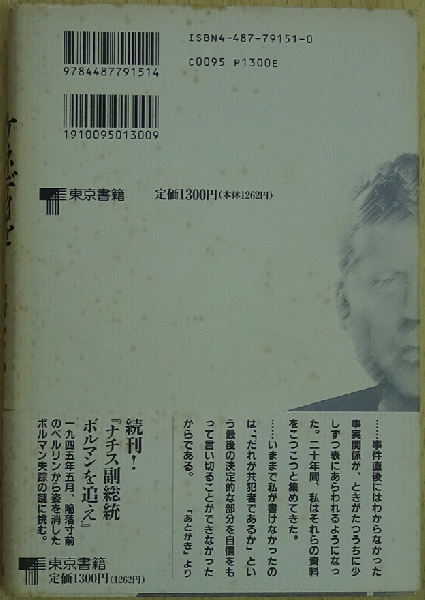 ISBN4-487-79151-0
C0095 P1300E
9784487791514
1910095013009
東京書籍
定価1300円(本体1262円)
……事件直後にはわからなかった
事実関係が、ときがたつうちに少
しずつ表にあらわれるようになっ
た。二十年間、私はそれらの資料
をこつこつと集めてきた。
……いままで私が書けなかったの
は、「だれが共犯者であるか」とい
う最後の決定的な部分を自信をも
って言い切ることができなかった
からである。 「あとがき」より
続刊!
『ナチス副総統
ボルマンを追え』
一九四五年五月、陥落寸前
のベルリンから姿を消した
ボルマン失踪の謎に挑む。
東京書籍
定価1300円(1262円)